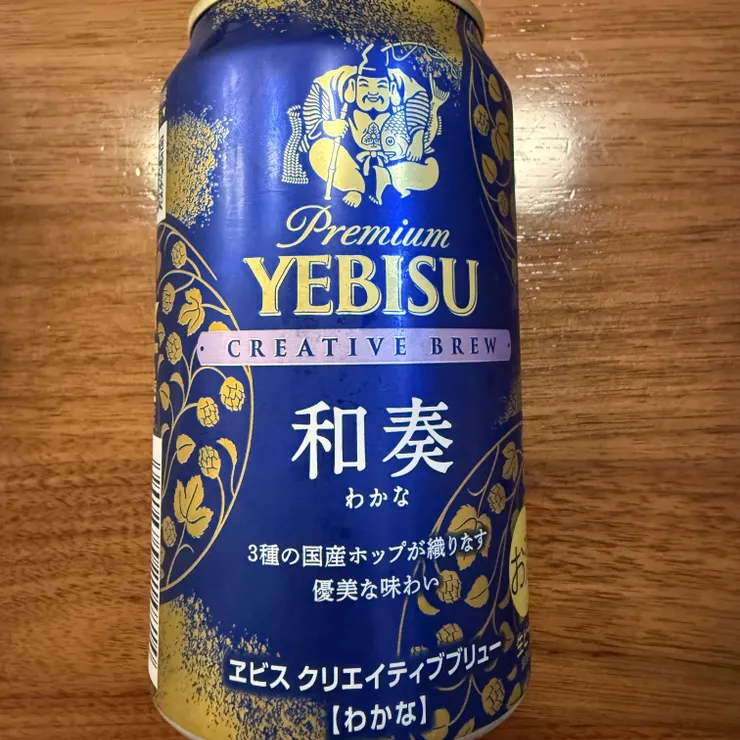 Premium
YEBISU
CREATIVE BREW
和奏
わかな
3種の国産ホップが織りなす
優美な味わい
ヱビス クリエイティブブリュー
【わかな】
お